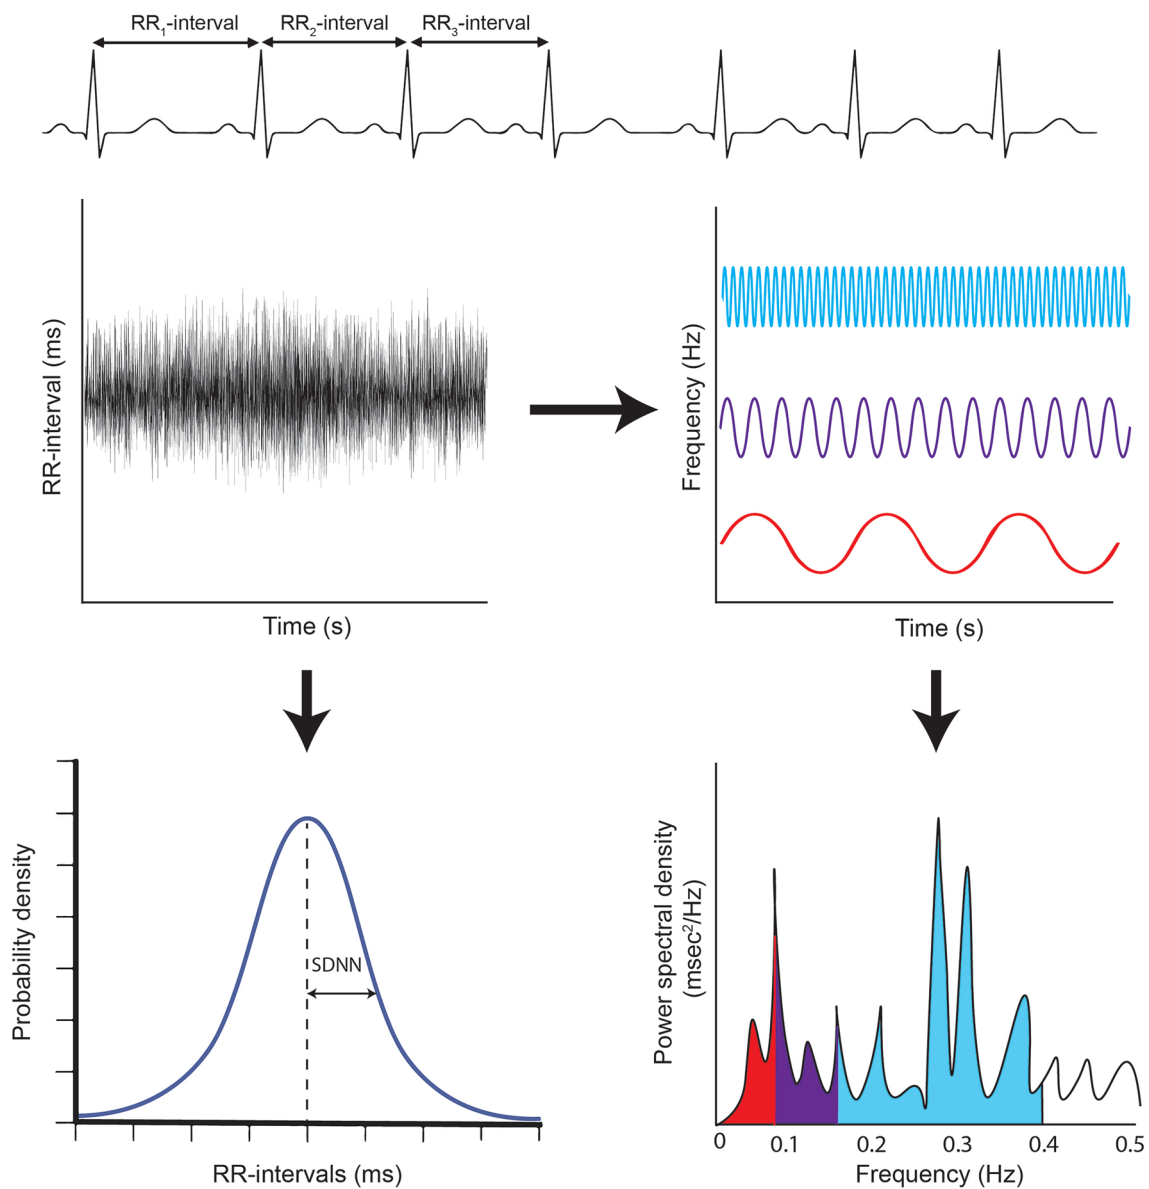 RR₁-interval RR₂-interval RR₃-interval
RR-interval (ms)
Time (s)
Frequency (Hz)
Time (s)
Probability density
SDNN
RR-intervals (ms)
Power spectral density
(msec²/Hz)
0 0.1 0.2 0.3 0.4 0.5
Frequency (Hz)